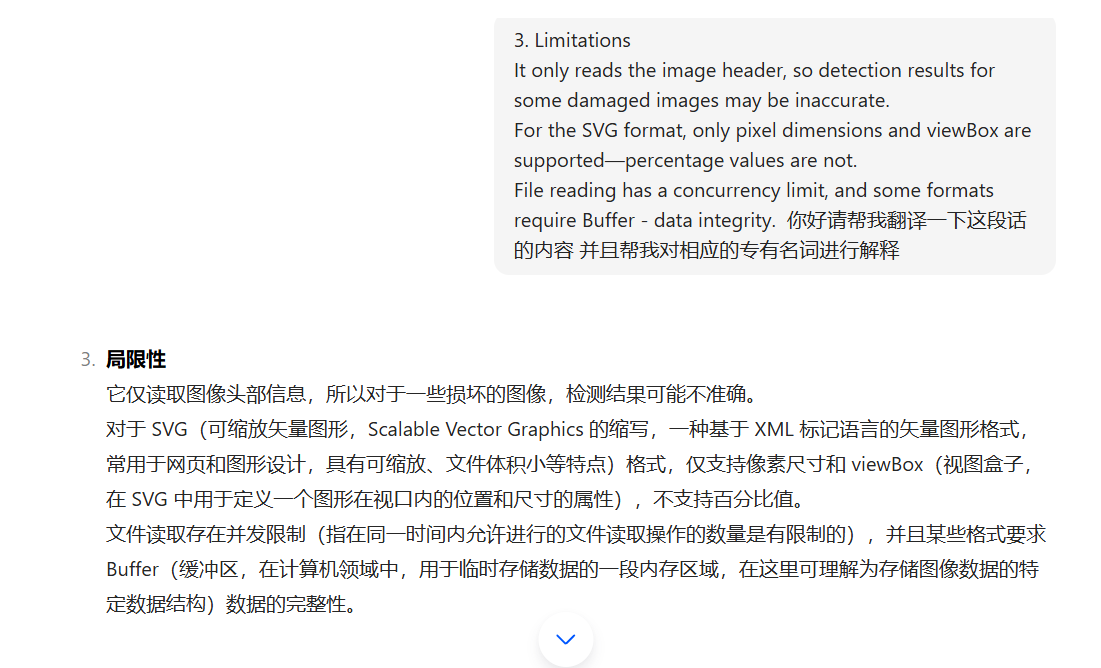 3. Limitations
It only reads the image header, so detection results for
some damaged images may be inaccurate.
For the SVG format, only pixel dimensions and viewBox are
supported—percentage values are not.
File reading has a concurrency limit, and some formats
require Buffer - data integrity.  你好请帮我翻译一下这段话
的内容 并且帮我对相应的专有名词进行解释
3. 局限性
它仅读取图像头部信息，所以对于一些损坏的图像，检测结果可能不准确。
对于 SVG（可缩放矢量图形，Scalable Vector Graphics 的缩写，一种基于 XML 标记语言的矢量图形格式，
常用于网页和图形设计，具有可缩放、文件体积小等特点）格式，仅支持像素尺寸和 viewBox（视图盒子，
在 SVG 中用于定义一个图形在视口内的位置和尺寸的属性），不支持百分比值。
文件读取存在并发限制（指在同一时间内允许进行的文件读取操作的数量是有限制的），并且某些格式要求
Buffer（缓冲区，在计算机领域中，用于临时存储数据的一段内存区域，在这里可理解为存储图像数据的特
定数据结构）数据的完整性。